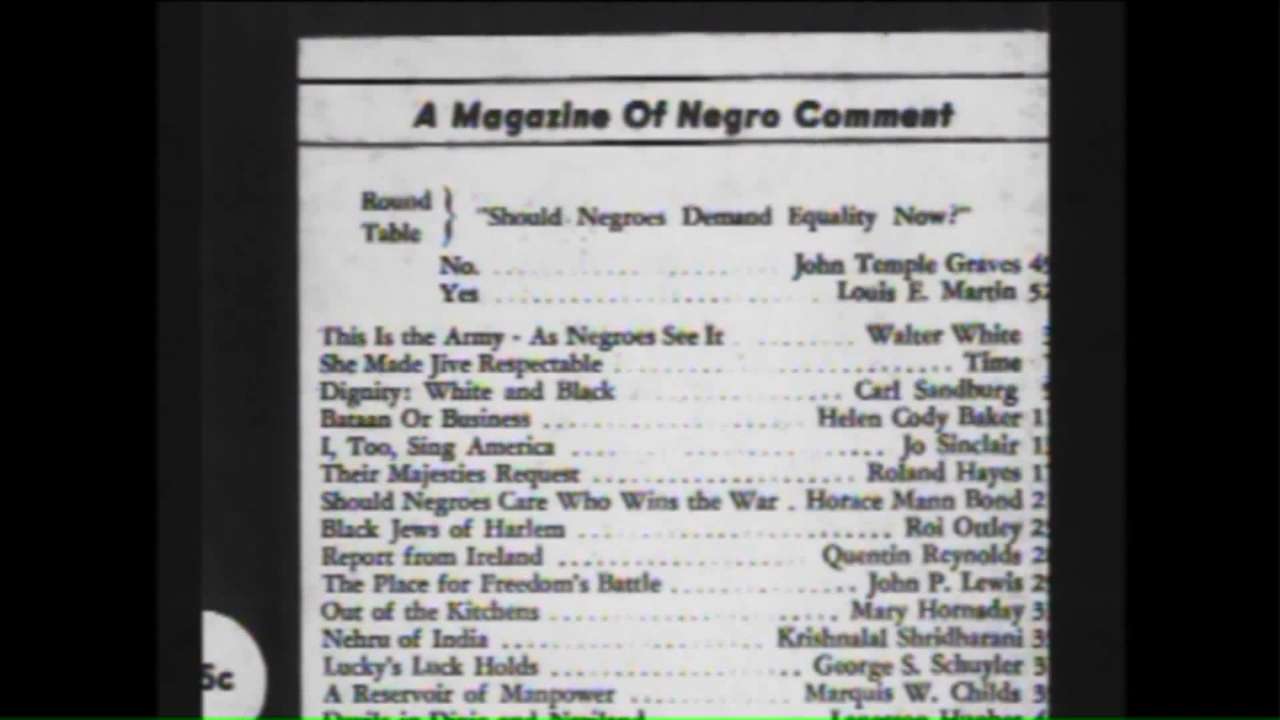 A Magazine Of Negro Comment
Round
Table
"Should Negroes Demand Equality Now?"
No. John Temple Graves
Yes Louis E. Martin
This Is the Army - As Negroes See It Walter White
She Made Jive Respectable Time
Dignity: White and Black Carl Sandburg
Bataan Or Business Helen Cody Baker
I, Too, Sing America Jo Sinclair
Their Majesties Request Roland Hayes
Should Negroes Care Who Wins the War . Horace Mann Bond
Black Jews of Harlem Roi Ottley
Report from Ireland Quentin Reynolds
The Place for Freedom's Battle John P. Lewis
Out of the Kitchens Mary Hornaday
Nehru of India Krishnalal Shridharani
Lucky's Luck Holds George S. Schuyler
5c
A Reservoir of Manpower Marquis W. Childs